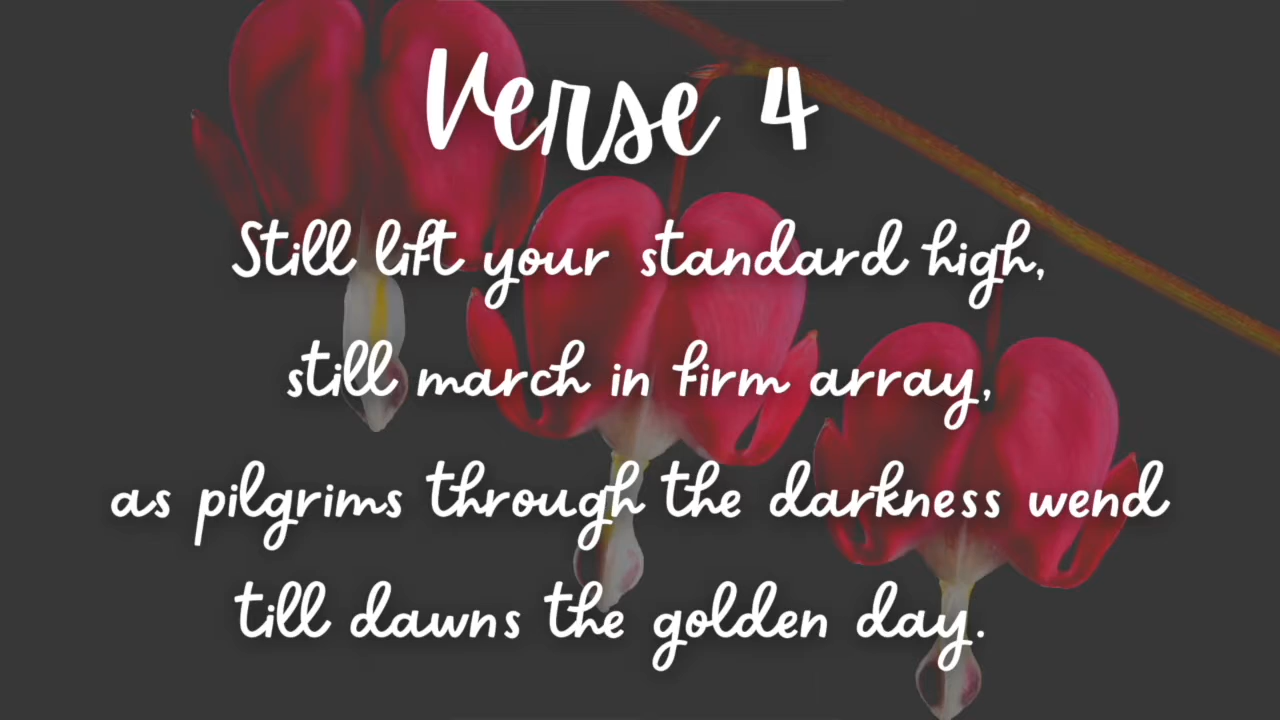 Verse 4
Still lift your standard high,
still march in firm array,
as pilgrims through the darkness wend
till dawns the golden day.